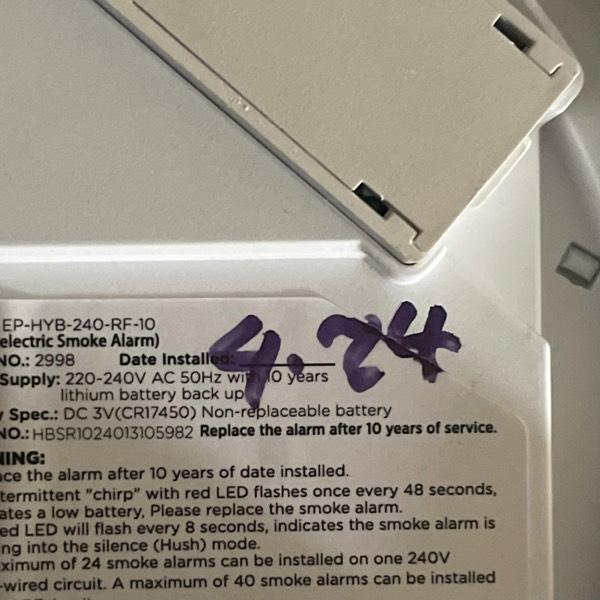 EP-HYB-240-RF-10
electric Smoke Alarm)
NO.: 2998 Date Installed: 4.24
Supply: 220-240V AC 50Hz with 10 years
lithium battery back up
Spec.: DC 3V(CR17450) Non-replaceable battery
NO.: HBSR1024013105982 Replace the alarm after 10 years of service.
NING:
ce the alarm after 10 years of date installed.
termittent "chirp" with red LED flashes once every 48 seconds,
ates a low battery, Please replace the smoke alarm.
ed LED will flash every 8 seconds, indicates the smoke alarm is
ng into the silence (Hush) mode.
ximum of 24 smoke alarms can be installed on one 240V
-wired circuit. A maximum of 40 smoke alarms can be installed